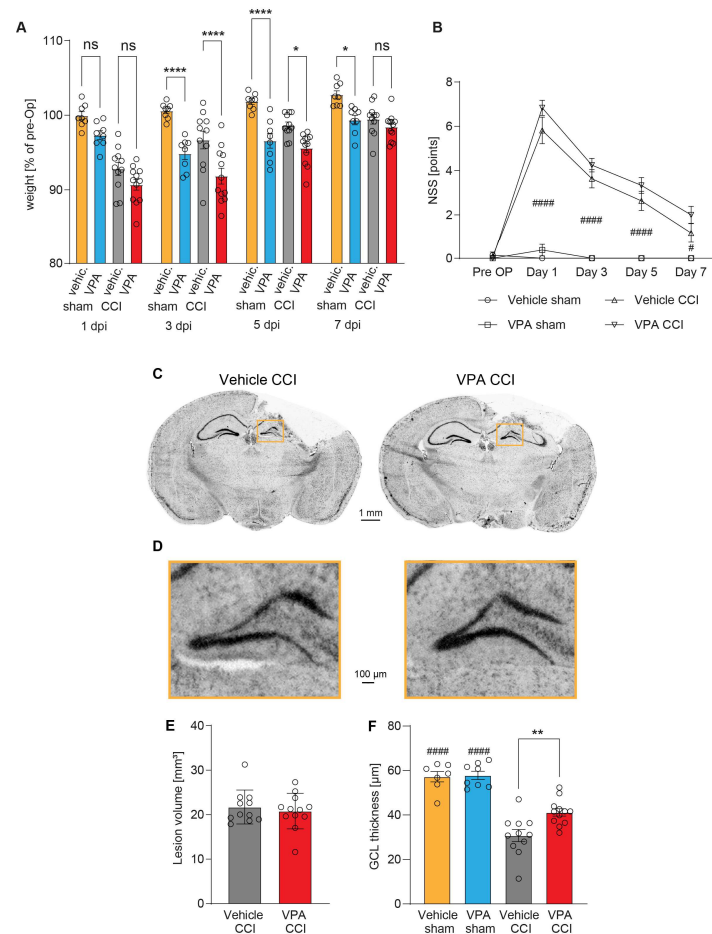 A
ns
ns
****
****
****
*
*
ns
weight [% of pre-Op]
110
100
90
80
vehic.
VPA
vehic.
VPA
vehic.
VPA
vehic.
VPA
vehic.
VPA
vehic.
VPA
vehic.
VPA
vehic.
VPA
sham CCI
sham CCI
sham CCI
sham CCI
1 dpi
3 dpi
5 dpi
7 dpi
B
NSS [points]
8
6
4
2
0
####
####
####
#
Pre OP Day 1 Day 3 Day 5 Day 7
Vehicle sham
Vehicle CCI
VPA sham
VPA CCI
C
Vehicle CCI
VPA CCI
1 mm
D
100 µm
E
Lesion volume [mm³]
40
30
20
10
0
Vehicle CCI
VPA CCI
F
GCL thickness [µm]
80
60
40
20
0
####
####
**
Vehicle sham
VPA sham
Vehicle CCI
VPA CCI